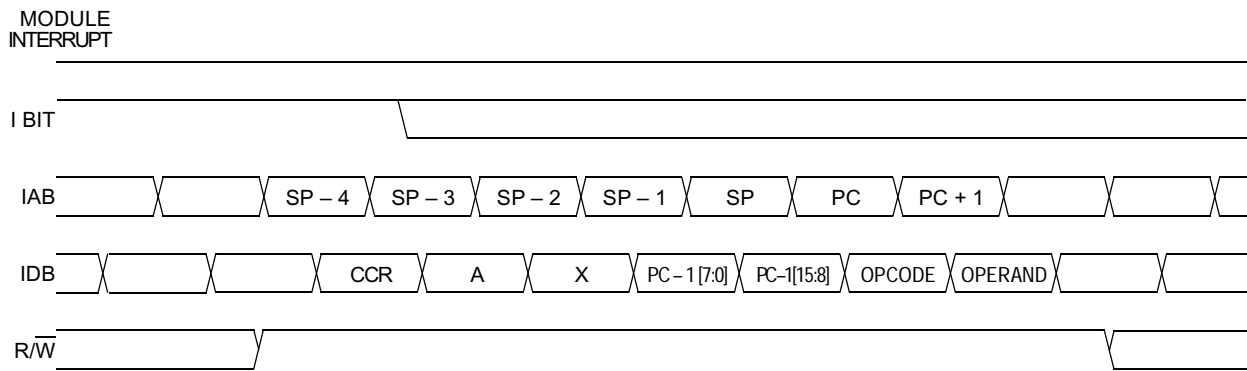 MODULE
INTERRUPT
I BIT
IAB SP – 4 SP – 3 SP – 2 SP – 1 SP PC PC + 1
IDB CCR A X PC – 1 [7:0] PC–1[15:8] OPCODE OPERAND
R/W̅